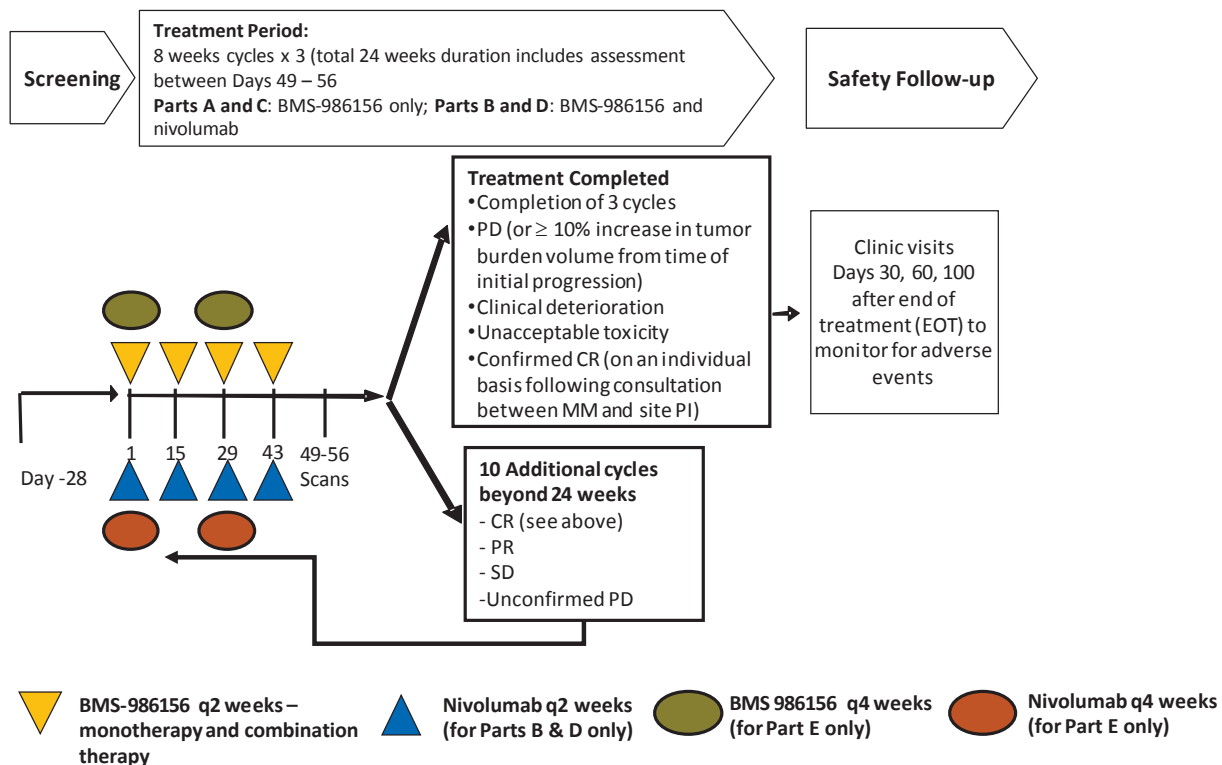 Screening
Treatment Period:
8 weeks cycles x 3 (total 24 weeks duration includes assessment
between Days 49 – 56
Parts A and C: BMS-986156 only; Parts B and D: BMS-986156 and
nivolumab
Safety Follow-up
Treatment Completed
•Completion of 3 cycles
•PD (or ≥ 10% increase in tumor
burden volume from time of
initial progression)
•Clinical deterioration
•Unacceptable toxicity
•Confirmed CR (on an individual
basis following consultation
between MM and site PI)
Clinic visits
Days 30, 60, 100
after end of
treatment (EOT) to
monitor for adverse
events
Day -28
1 15 29 43 49-56
Scans
10 Additional cycles
beyond 24 weeks
- CR (see above)
- PR
- SD
-Unconfirmed PD
BMS-986156 q2 weeks –
monotherapy and combination
therapy
Nivolumab q2 weeks
(for Parts B & D only)
BMS 986156 q4 weeks
(for Part E only)
Nivolumab q4 weeks
(for Part E only)